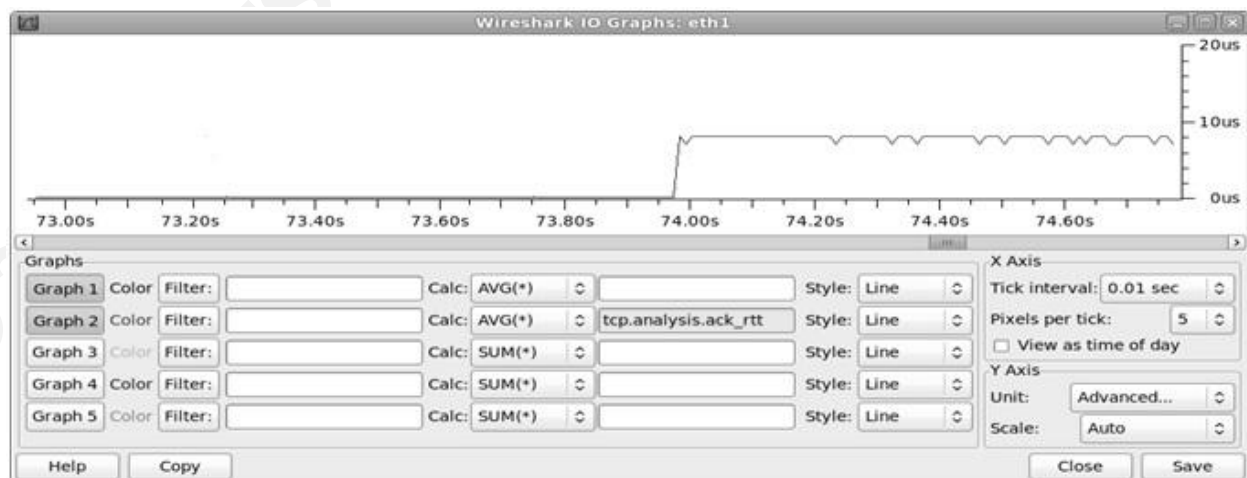 Wireshark IO Graphs: eth1
20us
10us
0us
73.00s 73.20s 73.40s 73.60s 73.80s 74.00s 74.20s 74.40s 74.60s
Graphs
Graph 1 Color Filter: Calc: AVG(*) Style: Line
Graph 2 Color Filter: Calc: AVG(*) tcp.analysis.ack_rtt Style: Line
Graph 3 Color Filter: Calc: SUM(*) Style: Line
Graph 4 Color Filter: Calc: SUM(*) Style: Line
Graph 5 Color Filter: Calc: SUM(*) Style: Line
X Axis
Tick interval: 0.01 sec
Pixels per tick: 5
View as time of day
Y Axis
Unit: Advanced...
Scale: Auto
Help Copy Close Save